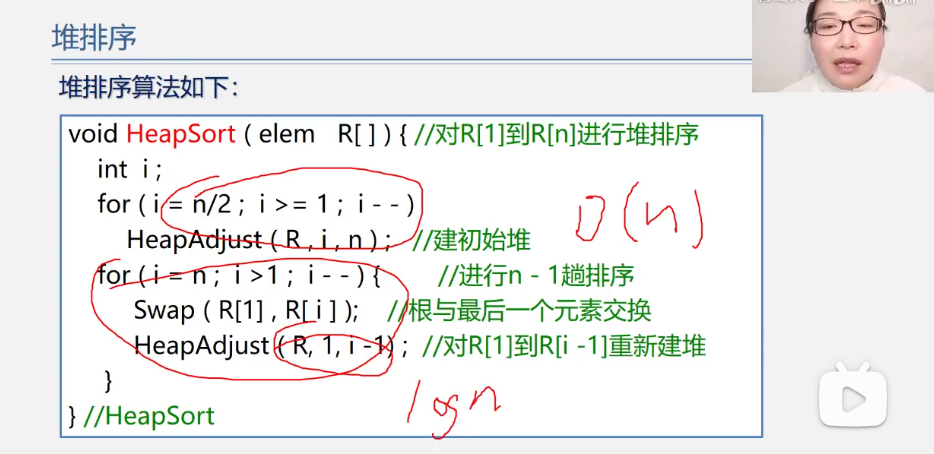 堆排序
堆排序算法如下：
void HeapSort ( elem R[ ] ) { //对R[1]到R[n]进行堆排序
int i ;
for ( i = n/2 ; i >= 1 ; i - - )
HeapAdjust ( R , i , n ) ; //建初始堆
O(n)
for ( i = n ; i >1 ; i - - ) { //进行n - 1趟排序
Swap ( R[1] , R[ i ] ); //根与最后一个元素交换
HeapAdjust ( R, 1, i -1) ; //对R[1]到R[i -1]重新建堆
}
logn
} //HeapSort